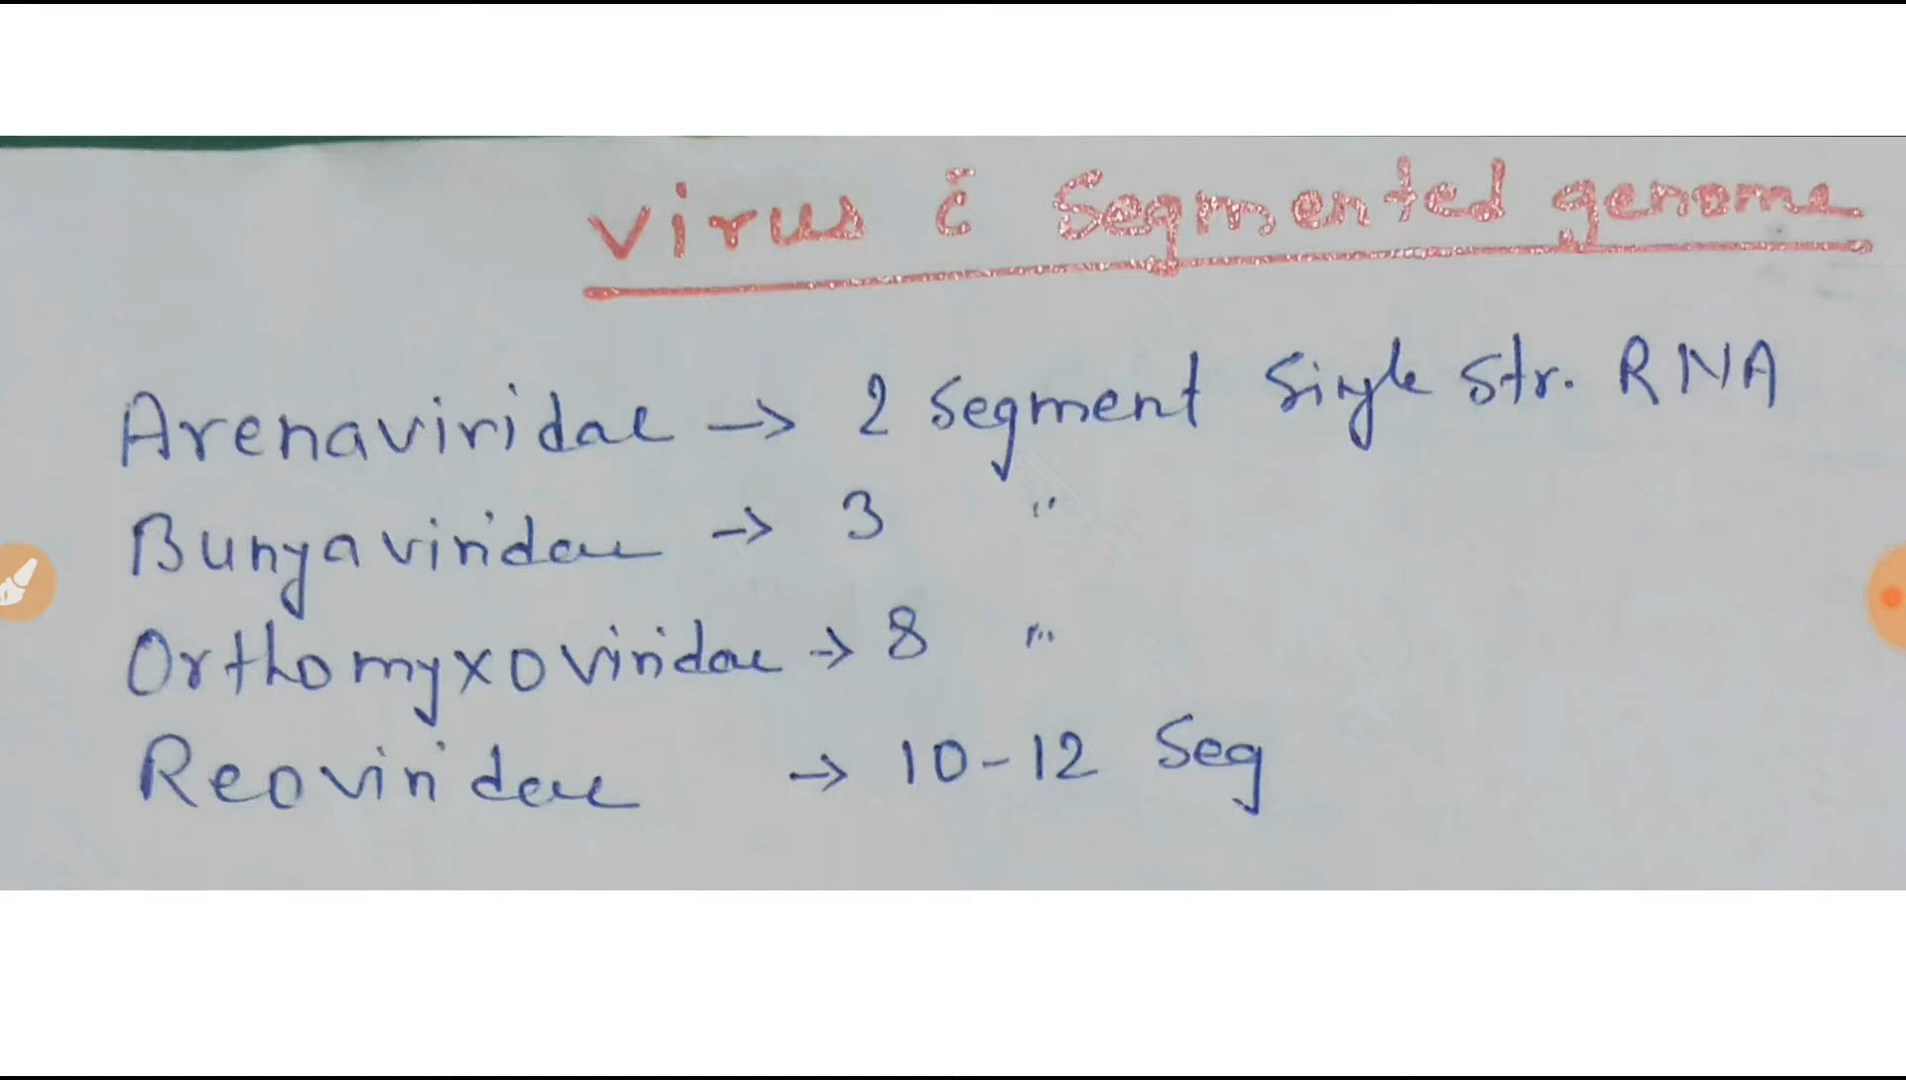 Virus c̄ Segmented genome
Arenaviridae → 2 Segment Single Str. RNA
Bunyaviridae → 3 "
Orthomyxoviridae → 8 "
Reoviridae → 10-12 Seg